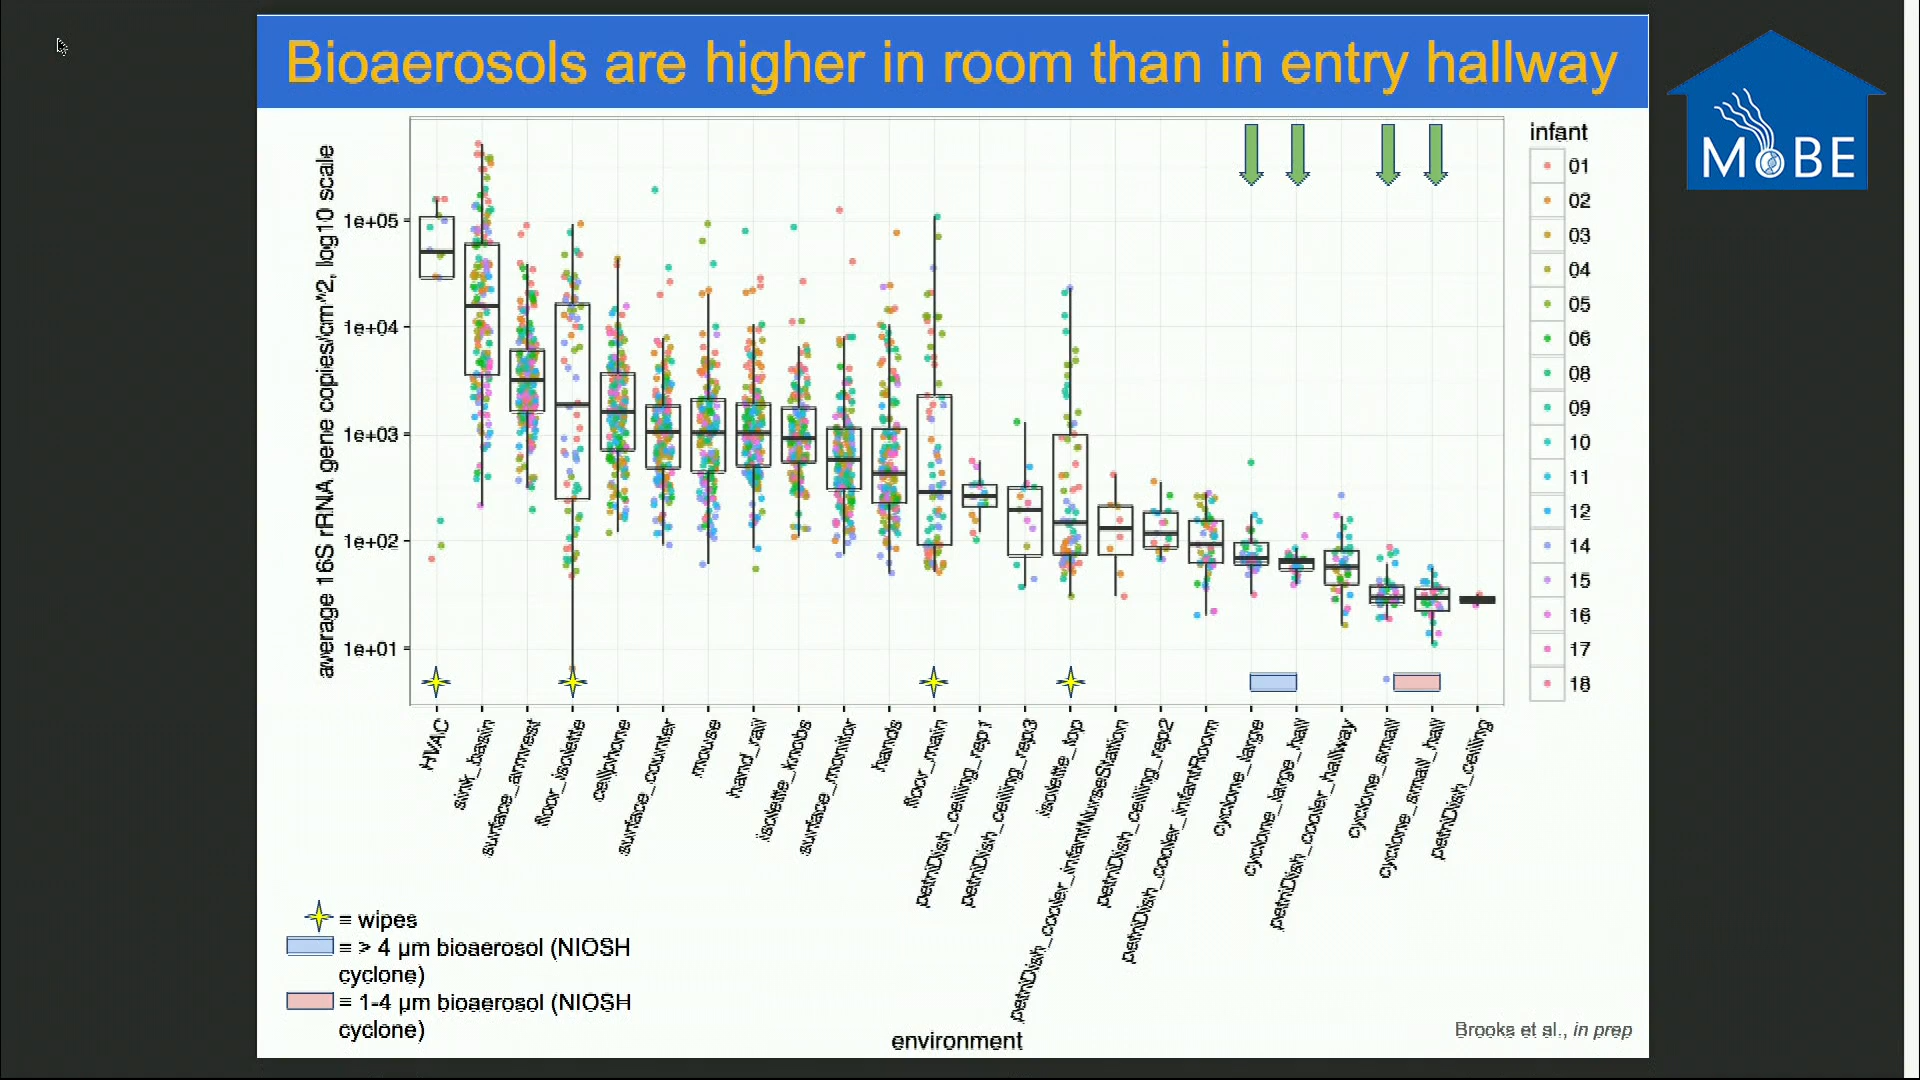 Bioaerosols are higher in room than in entry hallway
MoBE
average 16S rRNA gene copies/cm^2, log10 scale
1e+05
1e+04
1e+03
1e+02
1e+01
infant
01
02
03
04
05
06
08
09
10
11
12
14
15
16
17
18
HVAC
sink_basin
surface_armrest
floor_isolette
cellphone
surface_counter
mouse
hand_rail
isolette_knobs
surface_monitor
hands
floor_main
petriDish_ceiling_rep1
petriDish_ceiling_rep3
isolette_top
petriDish_cooler_infantNurseStation
petriDish_ceiling_rep2
petriDish_cooler_infantRoom
cyclone_large
cyclone_large_hall
petriDish_cooler_hallway
cyclone_small
cyclone_small_hall
petriDish_ceiling
environment
= wipes
= > 4 µm bioaerosol (NIOSH
cyclone)
= 1-4 µm bioaerosol (NIOSH
cyclone)
Brooks et al., in prep